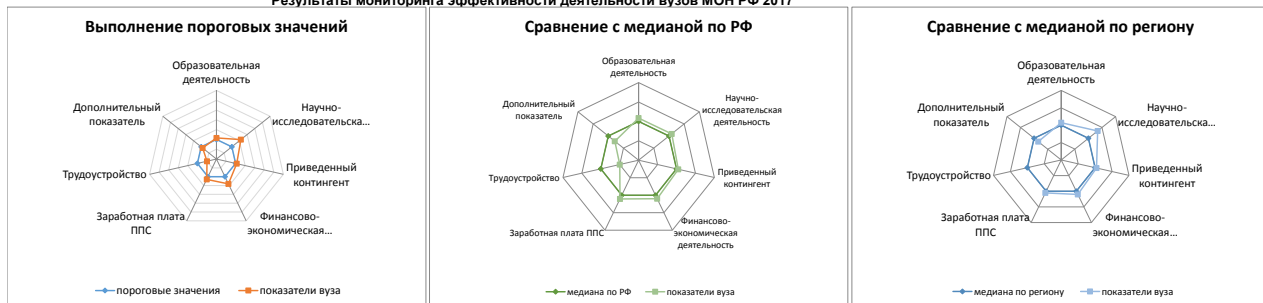 Результаты мониторинга эффективности деятельности вузов МОН РФ 2017
Выполнение пороговых значений
Образовательная
деятельность
Научно-
исследовательска…
Приведенный
контингент
Финансово-
экономическая…
Заработная плата
ППС
Трудоустройство
Дополнительный
показатель
пороговые значения
показатели вуза
Сравнение с медианой по РФ
Образовательная
деятельность
Научно-
исследовательская
деятельность
Приведенный
контингент
Финансово-
экономическая
деятельность
Заработная плата ППС
Трудоустройство
Дополнительный
показатель
медиана по РФ
показатели вуза
Сравнение с медианой по региону
Образовательная
деятельность
Научно-
исследовательска…
Приведенный
контингент
Финансово-
экономическая…
Заработная плата
ППС
Трудоустройство
Дополнительный
показатель
медиана по региону
показатели вуза